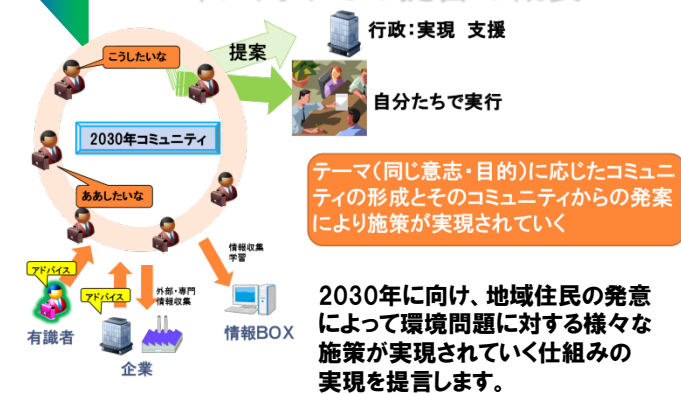 こうしたいな
提案
行政：実現 支援
自分たちで実行
2030年コミュニティ
ああしたいな
テーマ（同じ意志・目的）に応じたコミュニ
ティの形成とそのコミュニティからの発案
により施策が実現されていく
情報収集
学習
アドバイス
アドバイス
外部・専門
情報収集
有識者
企業
情報BOX
2030年に向け、地域住民の発意
によって環境問題に対する様々な
施策が実現されていく仕組みの
実現を提言します。